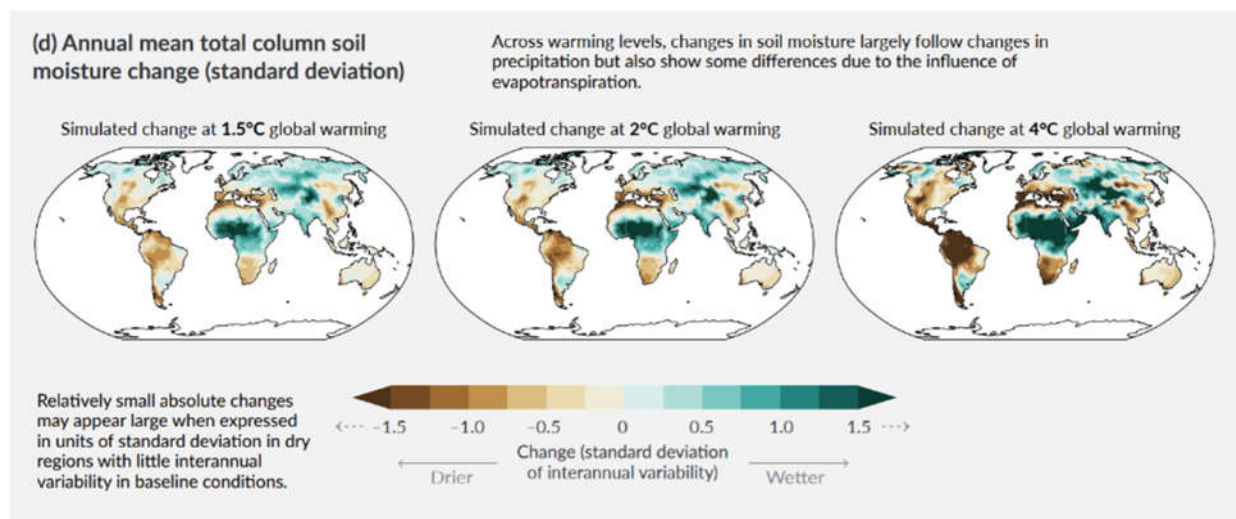 (d) Annual mean total column soil
moisture change (standard deviation)
Across warming levels, changes in soil moisture largely follow changes in
precipitation but also show some differences due to the influence of
evapotranspiration.
Simulated change at 1.5°C global warming
Simulated change at 2°C global warming
Simulated change at 4°C global warming
Relatively small absolute changes
may appear large when expressed
in units of standard deviation in dry
regions with little interannual
variability in baseline conditions.
-1.5 -1.0 -0.5 0 0.5 1.0 1.5
Change (standard deviation
of interannual variability)
Drier
Wetter